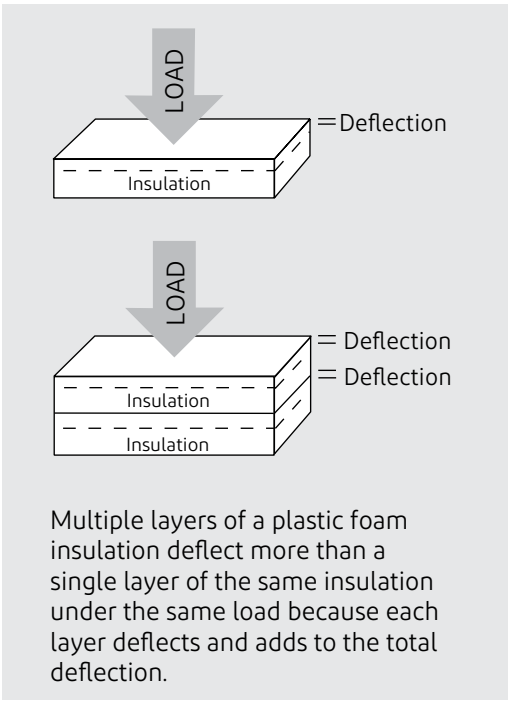 LOAD
Deflection
Insulation
LOAD
Deflection
Deflection
Insulation
Insulation
Multiple layers of a plastic foam
insulation deflect more than a
single layer of the same insulation
under the same load because each
layer deflects and adds to the total
deflection.